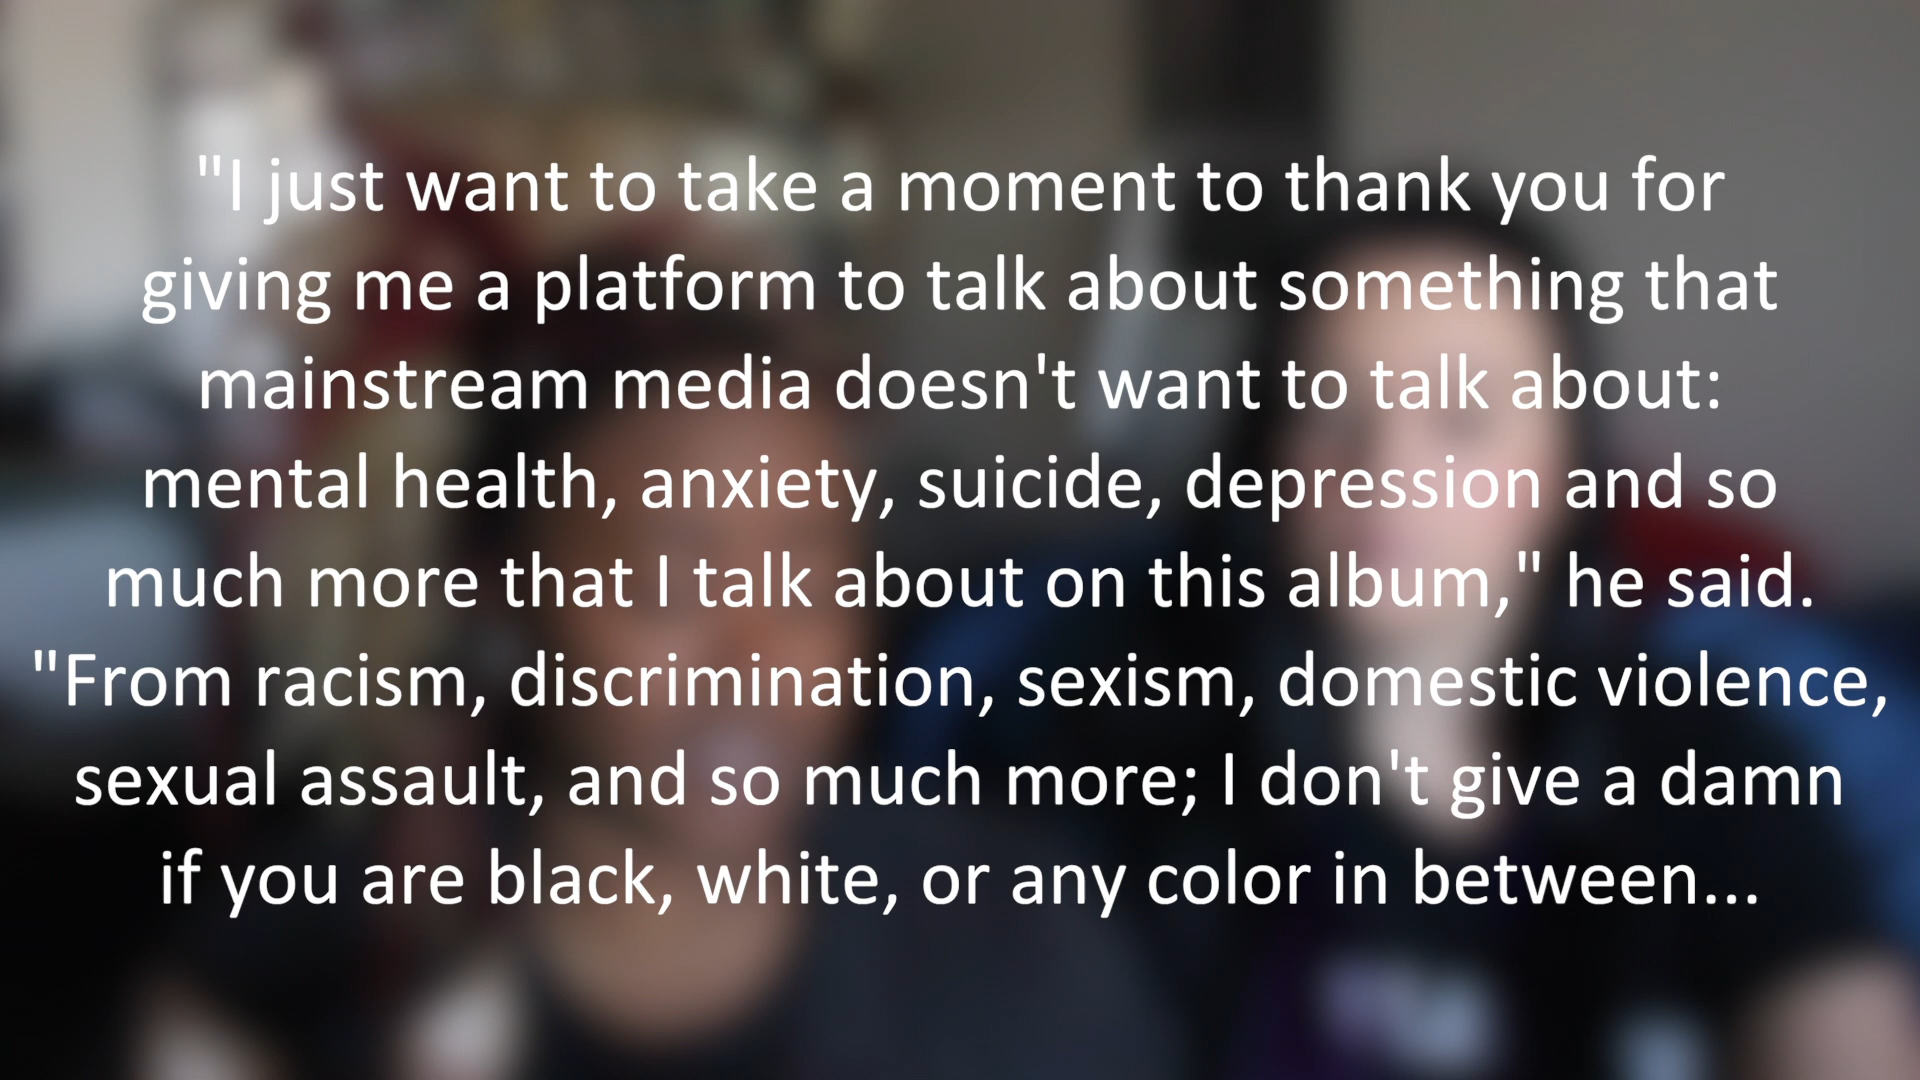 "I just want to take a moment to thank you for
giving me a platform to talk about something that
mainstream media doesn't want to talk about:
mental health, anxiety, suicide, depression and so
much more that I talk about on this album," he said.
"From racism, discrimination, sexism, domestic violence,
sexual assault, and so much more; I don't give a damn
if you are black, white, or any color in between...